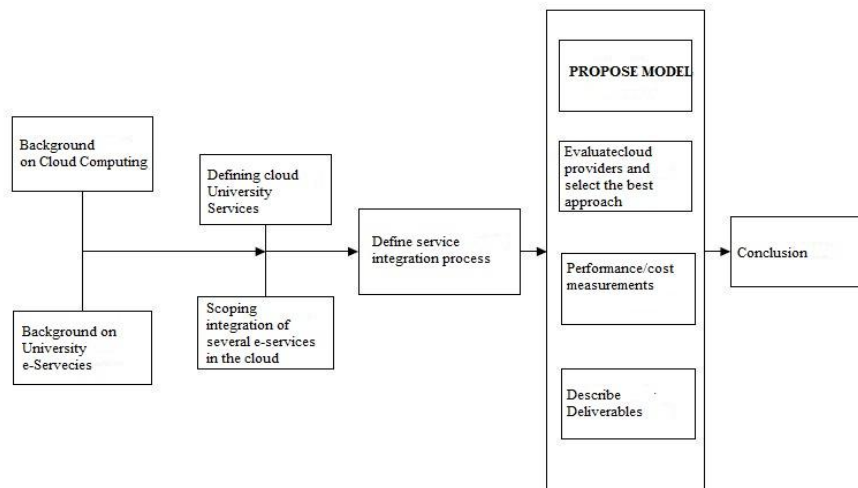 Background
on Cloud Computing
Background on
University
e-Servecies
Defining cloud
University
Services
Scoping
integration of
several e-services
in the cloud
Define service
integration process
PROPOSE MODEL
Evaluatecloud
providers and
select the best
approach
Performance/cost
measurements
Describe
Deliverables
Conclusion